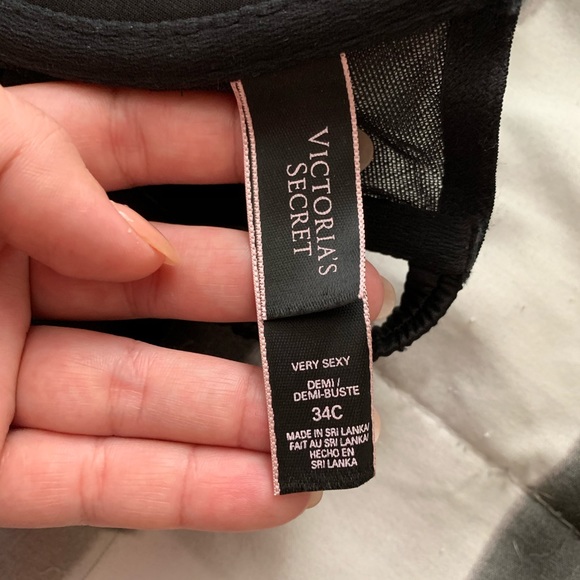 VICTORIA'S
SECRET
VERY SEXY
DEMI /
DEMI-BUSTE
34C
MADE IN SRI LANKA/
FAIT AU SRI LANKA/
HECHO EN
SRI LANKA